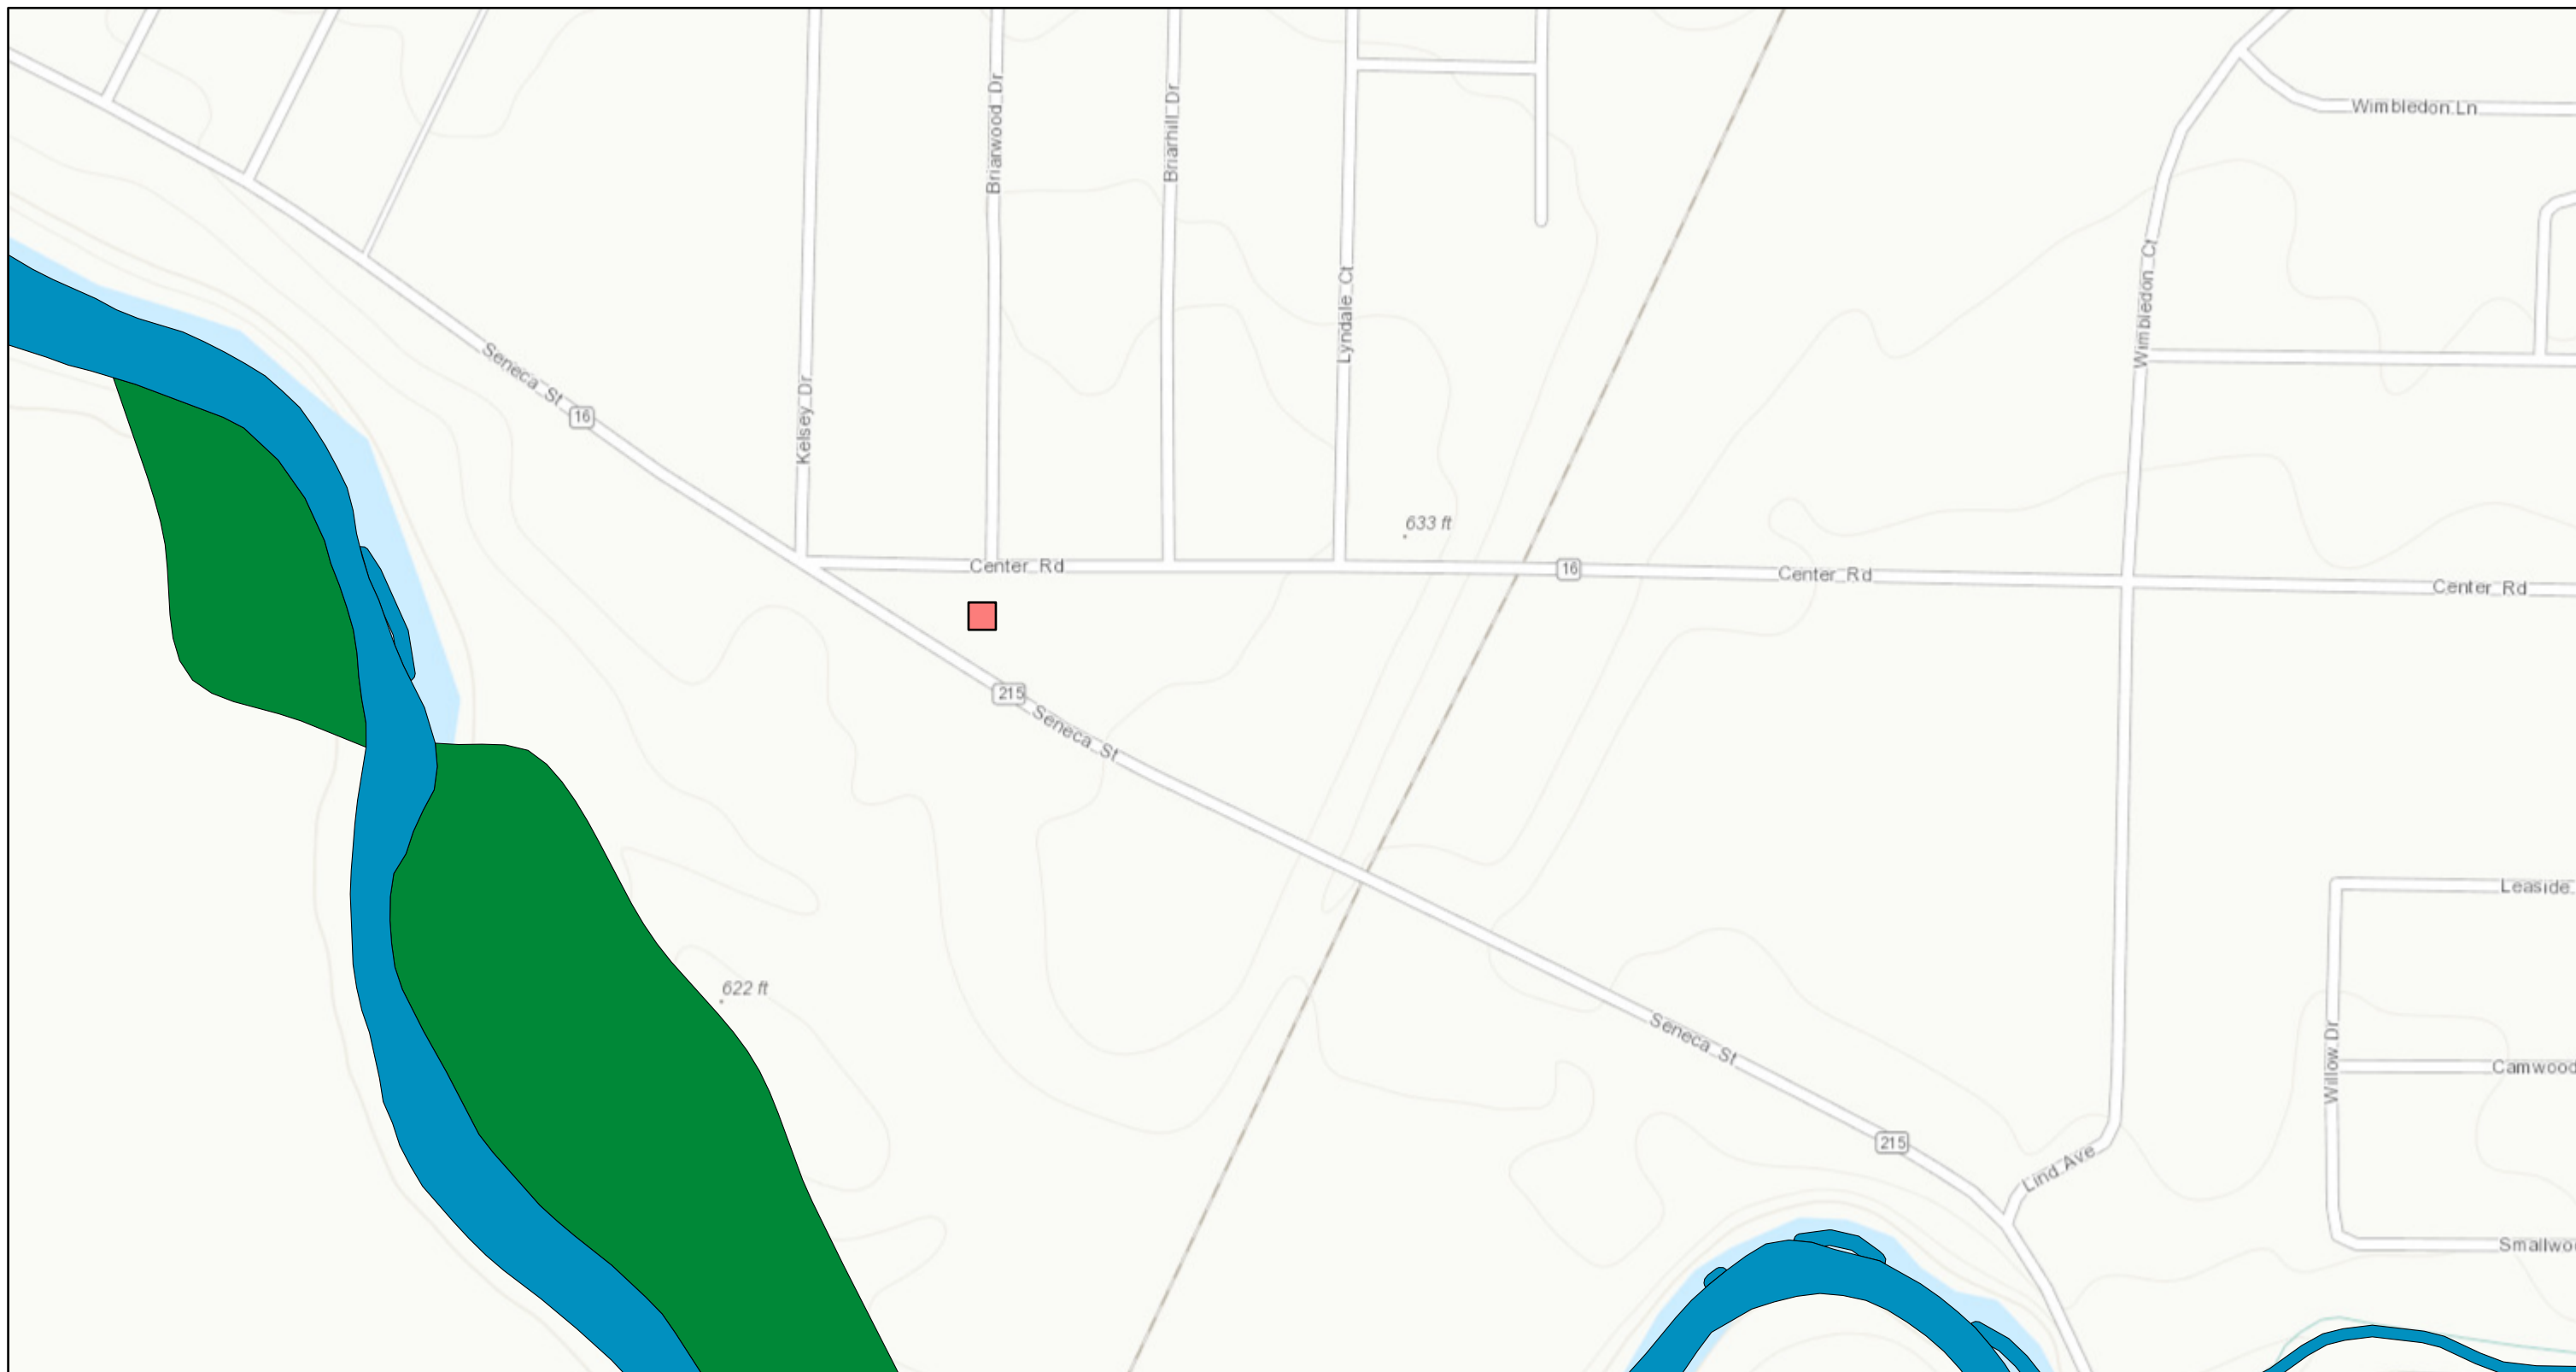 Wimbledon Ln
Briarwood Dr
Briarhill Dr
Wimbledon Ct
Lyndale Ct
Seneca St
16
Kelsey Dr
633 ft
Center Rd
16
Center Rd
Center Rd
215
Seneca St
Leaside
622 ft
Seneca St
Willow Dr
Camwood
215
Lind Ave
Smallwo